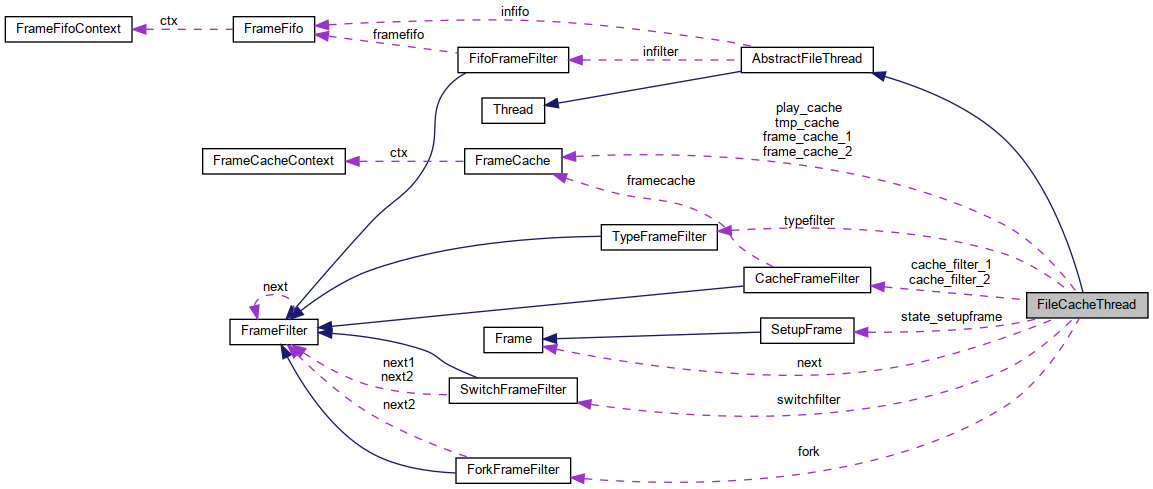 FrameFifoContext
ctx
FrameFifo
infifo
framefifo
FifoFrameFilter
infilter
AbstractFileThread
Thread
play_cache
tmp_cache
frame_cache_1
frame_cache_2
FrameCacheContext
ctx
FrameCache
framecache
typefilter
TypeFrameFilter
CacheFrameFilter
cache_filter_1
cache_filter_2
FileCacheThread
next
FrameFilter
Frame
SetupFrame
state_setupframe
next
next1
next2
SwitchFrameFilter
switchfilter
next2
ForkFrameFilter
fork